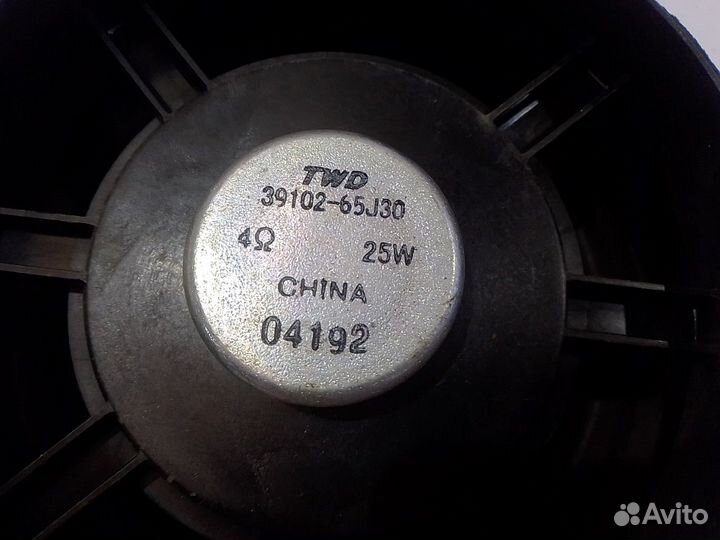 TWD
39102-65J30
4Ω 25W
CHINA
04192
Avito